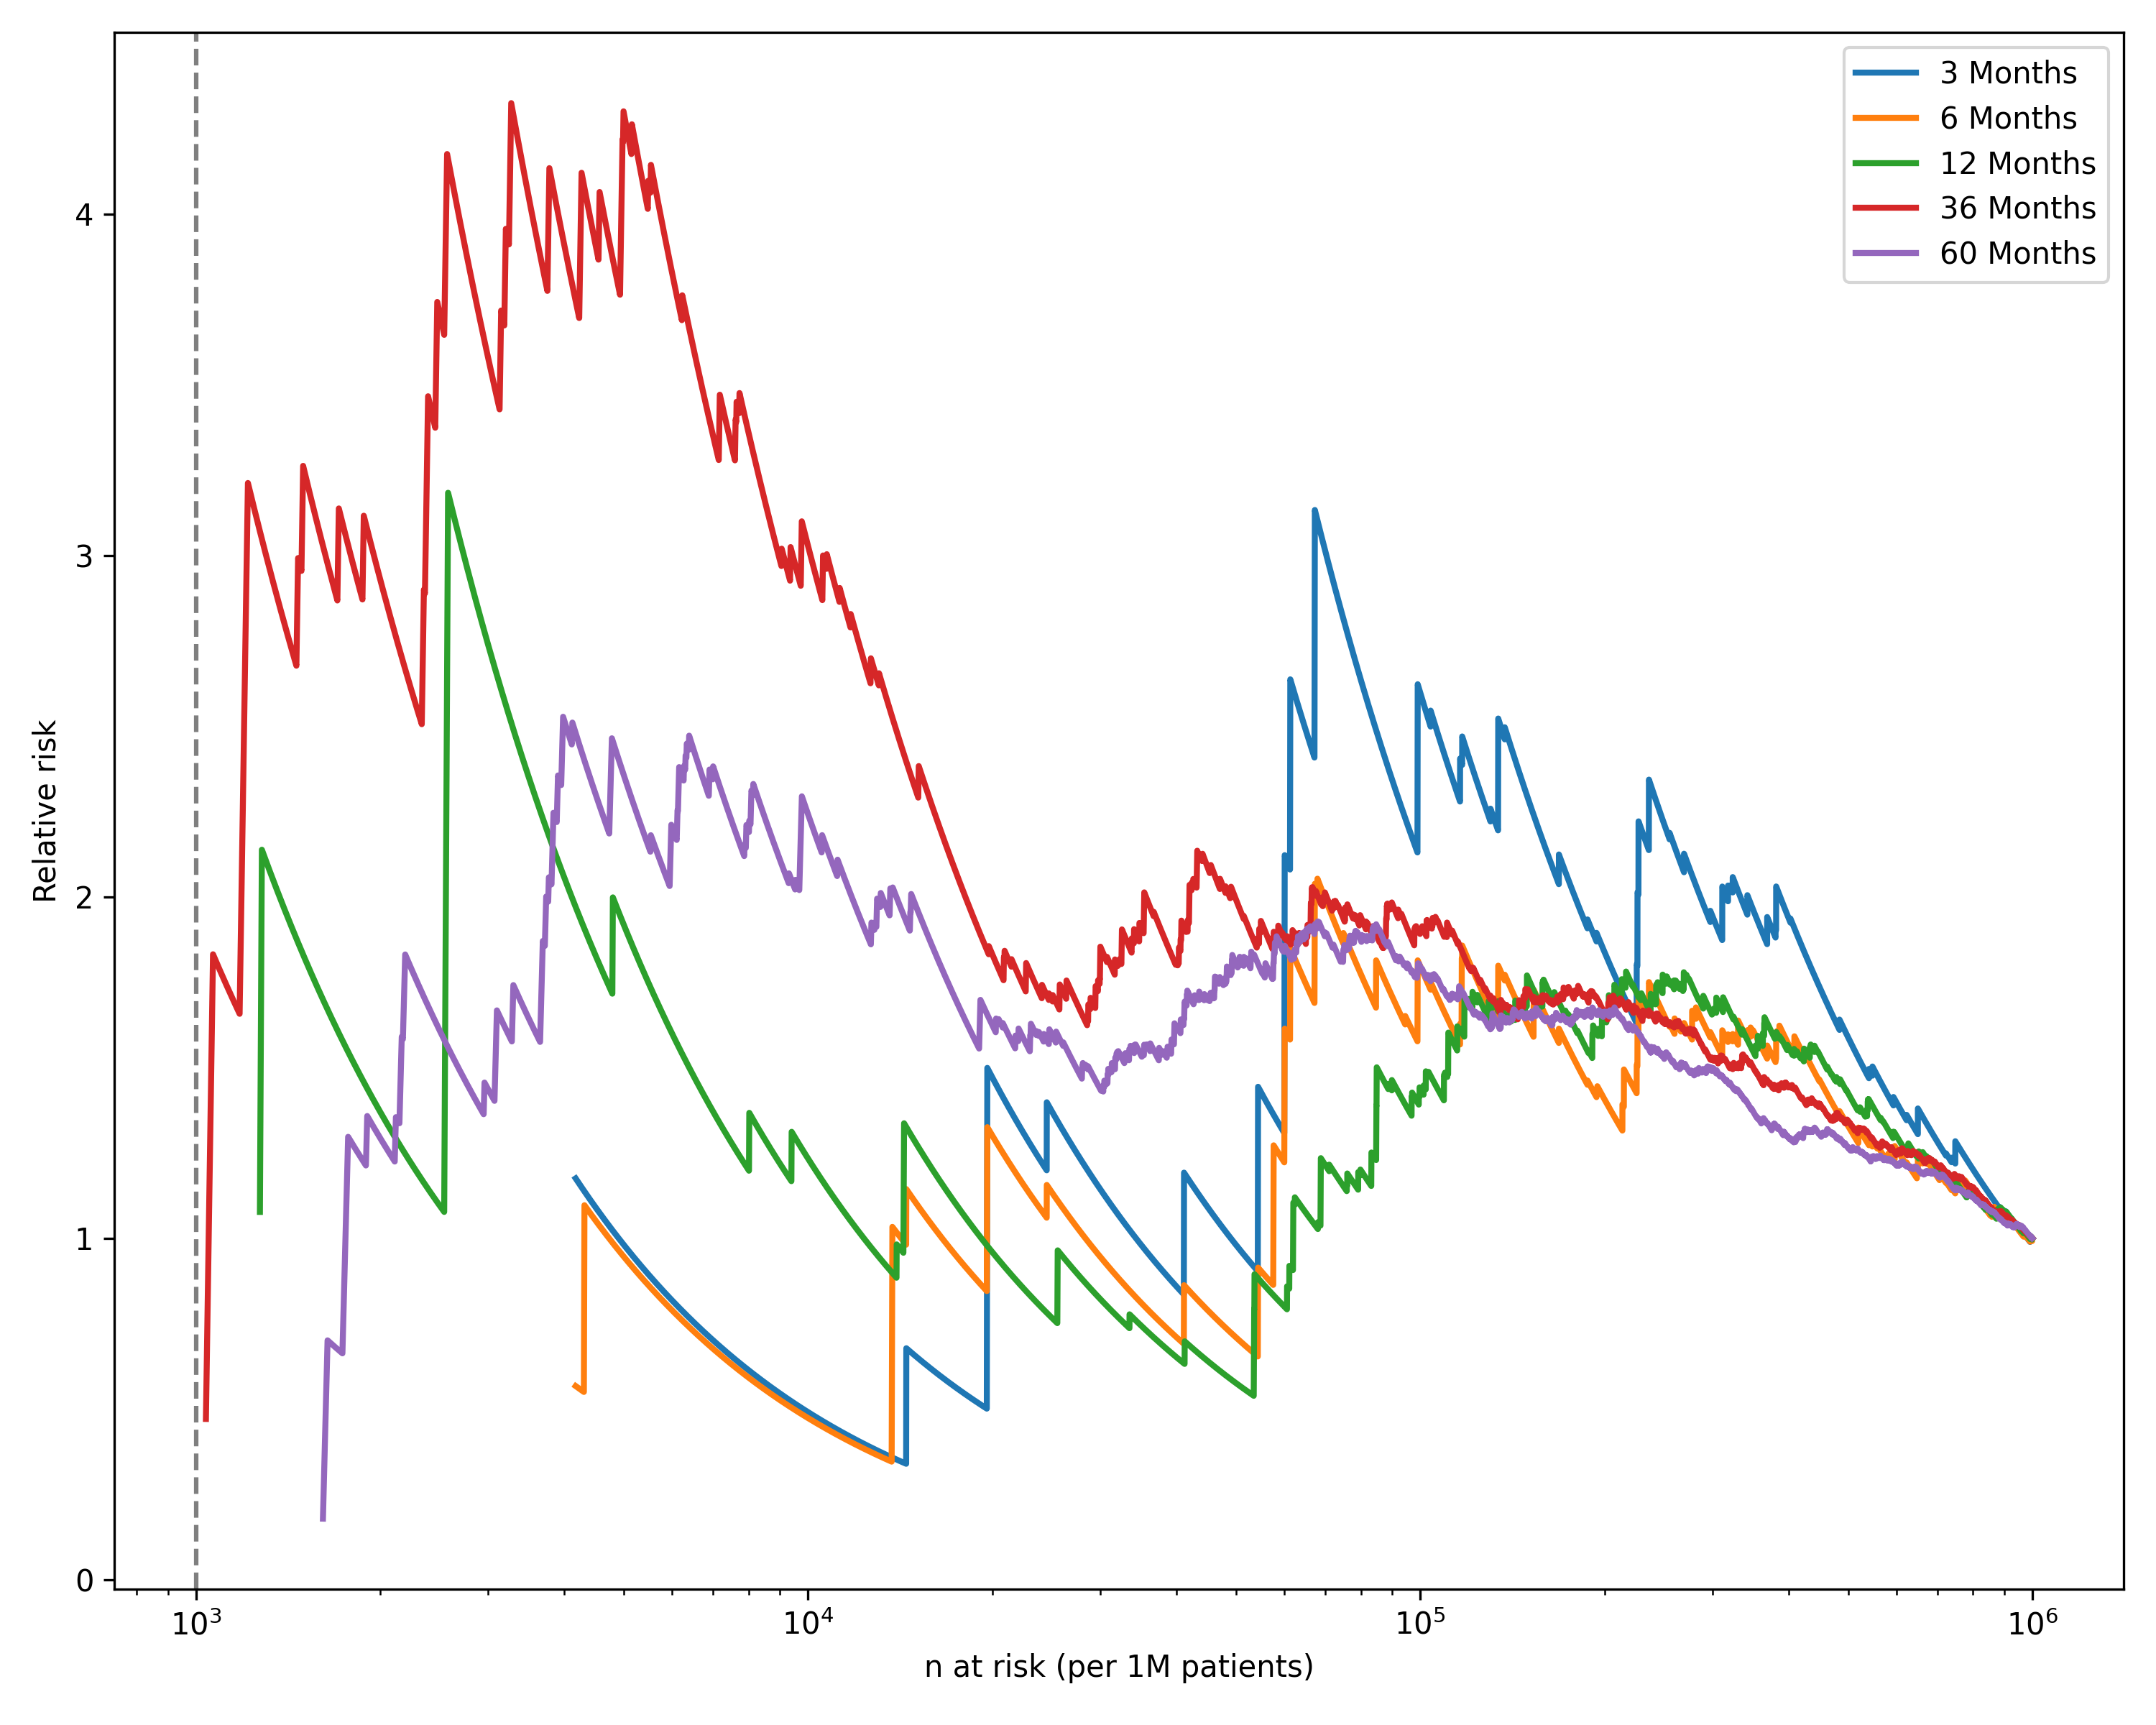 3 Months
6 Months
12 Months
36 Months
60 Months
4
3
2
1
0
Relative risk
10³
10⁴
10⁵
10⁶
n at risk (per 1M patients)